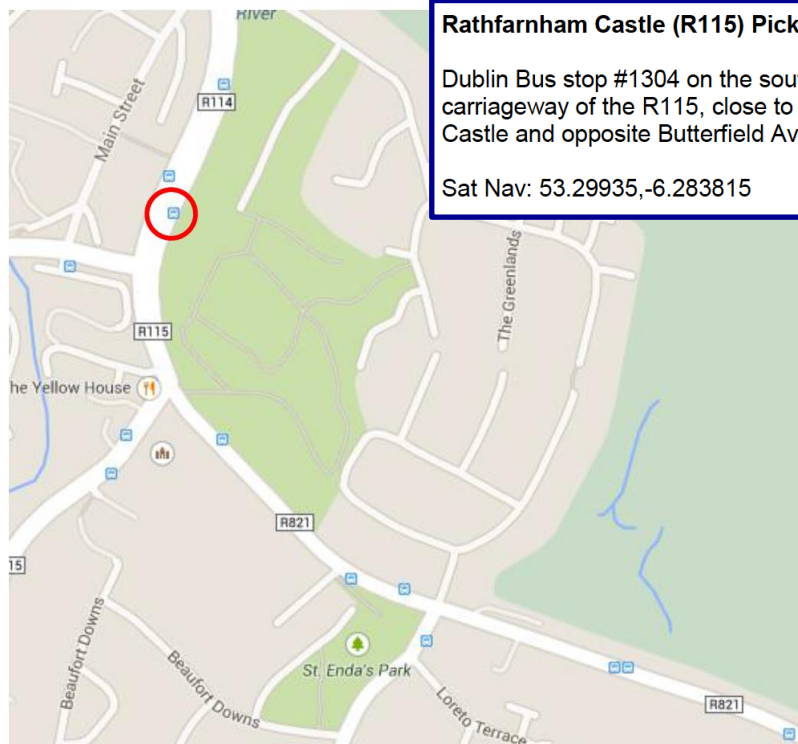 River
Rathfarnham Castle (R115) Pick
Dublin Bus stop #1304 on the sou
carriageway of the R115, close to
Castle and opposite Butterfield Av
Sat Nav: 53.29935,-6.283815
R114
Main Street
The Greenlands
R115
he Yellow House
R821
15
Beaufort Downs
Beaufort Downs
St. Enda's Park
Loreto Terrace
R821